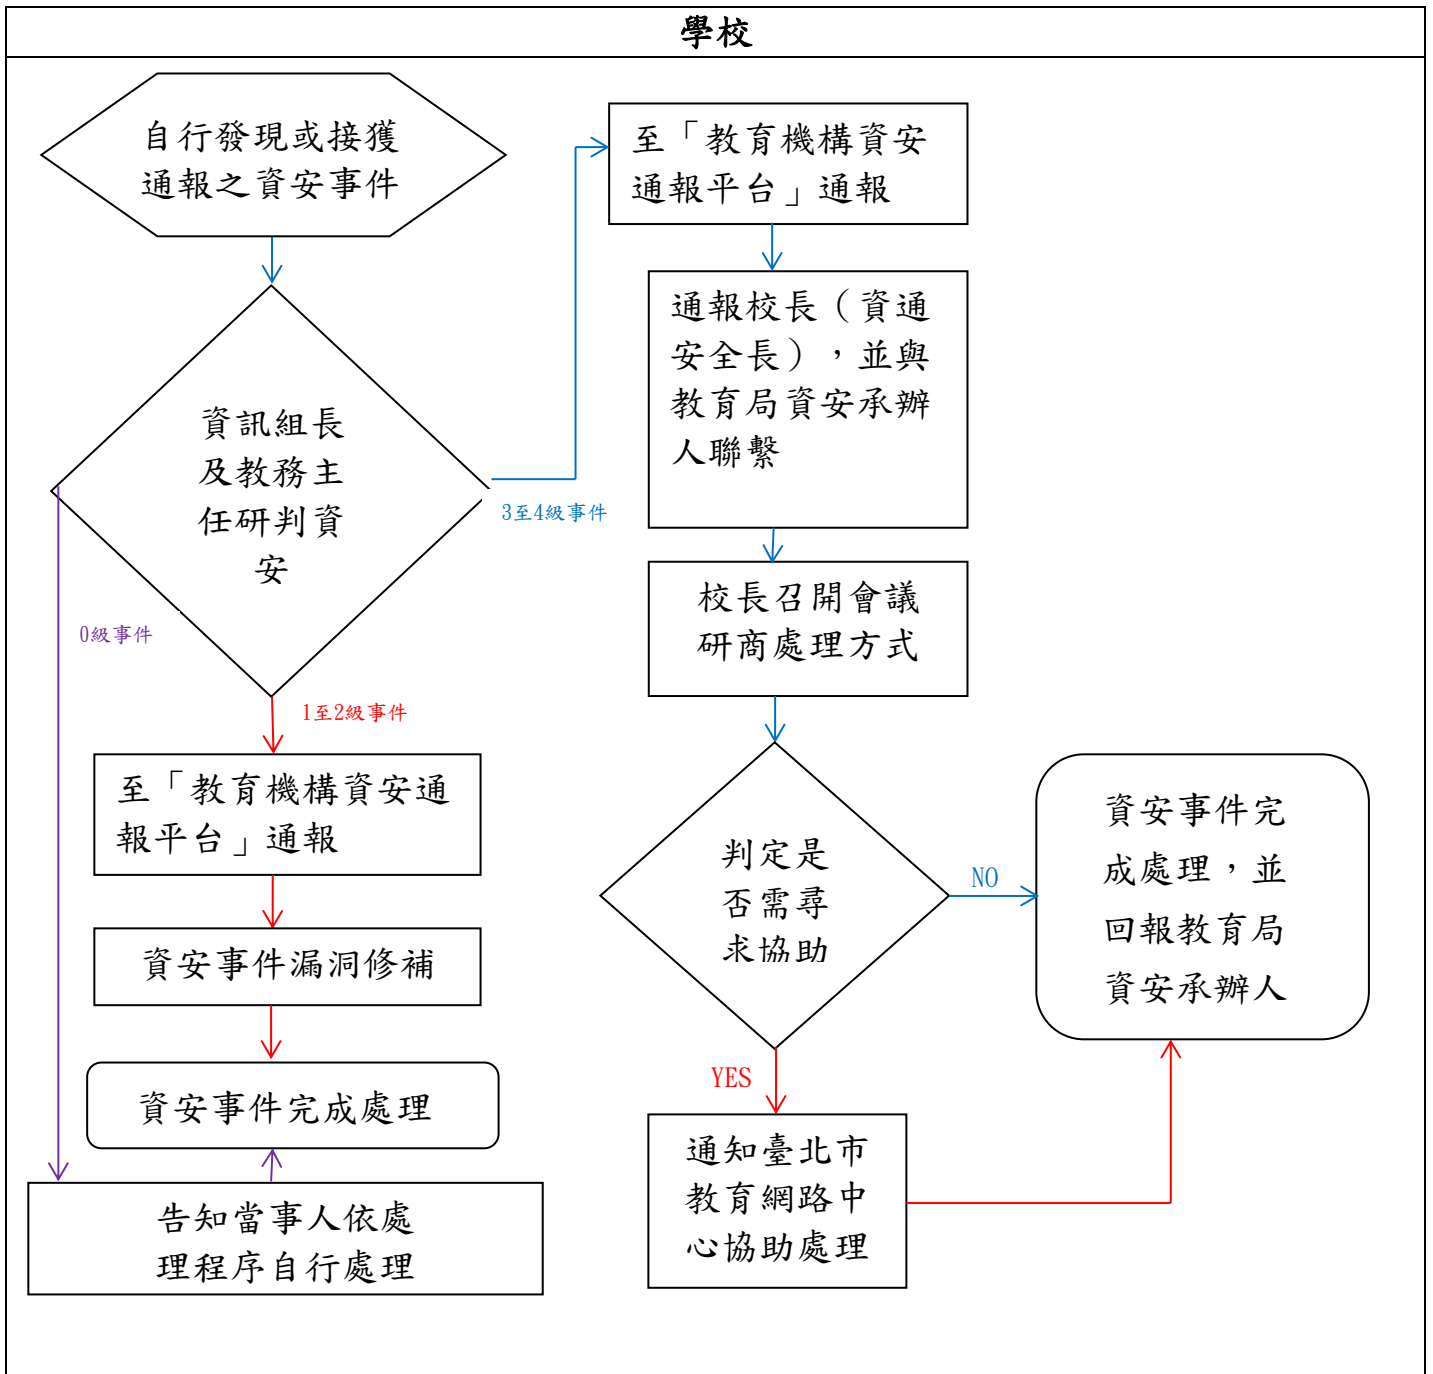 學校
自行發現或接獲
通報之資安事件
資訊組長
及教務主
任研判資
安
0級事件
1至2級事件
3至4級事件
至「教育機構資安通
報平台」通報
資安事件漏洞修補
資安事件完成處理
告知當事人依處
理程序自行處理
至「教育機構資安
通報平台」通報
通報校長（資通
安全長），並與
教育局資安承辦
人聯繫
校長召開會議
研商處理方式
判定是
否需尋
求協助
NO
YES
資安事件完
成處理，並
回報教育局
資安承辦人
通知臺北市
教育網路中
心協助處理